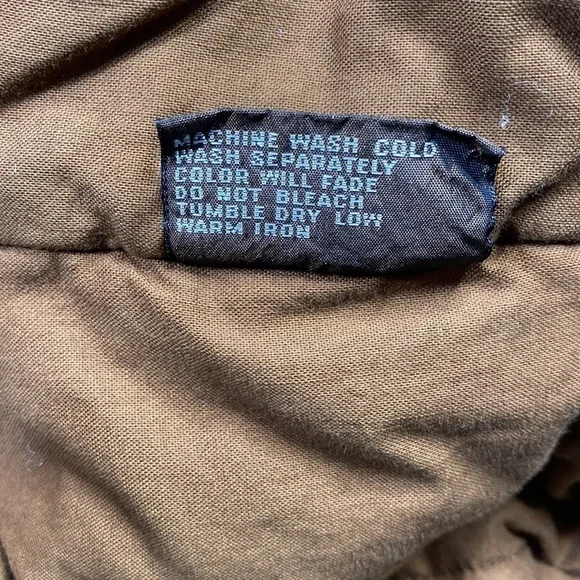 MACHINE WASH COLD
WASH SEPARATELY
COLOR WILL FADE
DO NOT BLEACH
TUMBLE DRY LOW
WARM IRON